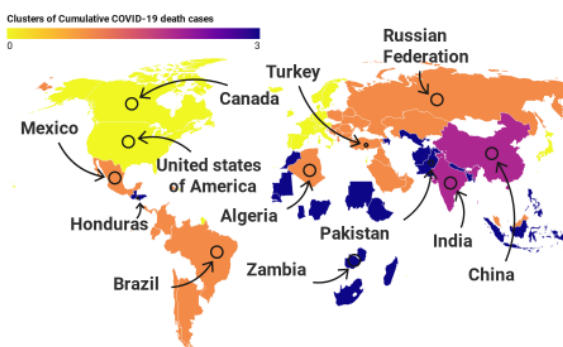 Clusters of Cumulative COVID-19 death cases
0
3
Russian
Federation
Turkey
Canada
Mexico
United states
of America
Honduras
Algeria
Pakistan
India
China
Brazil
Zambia